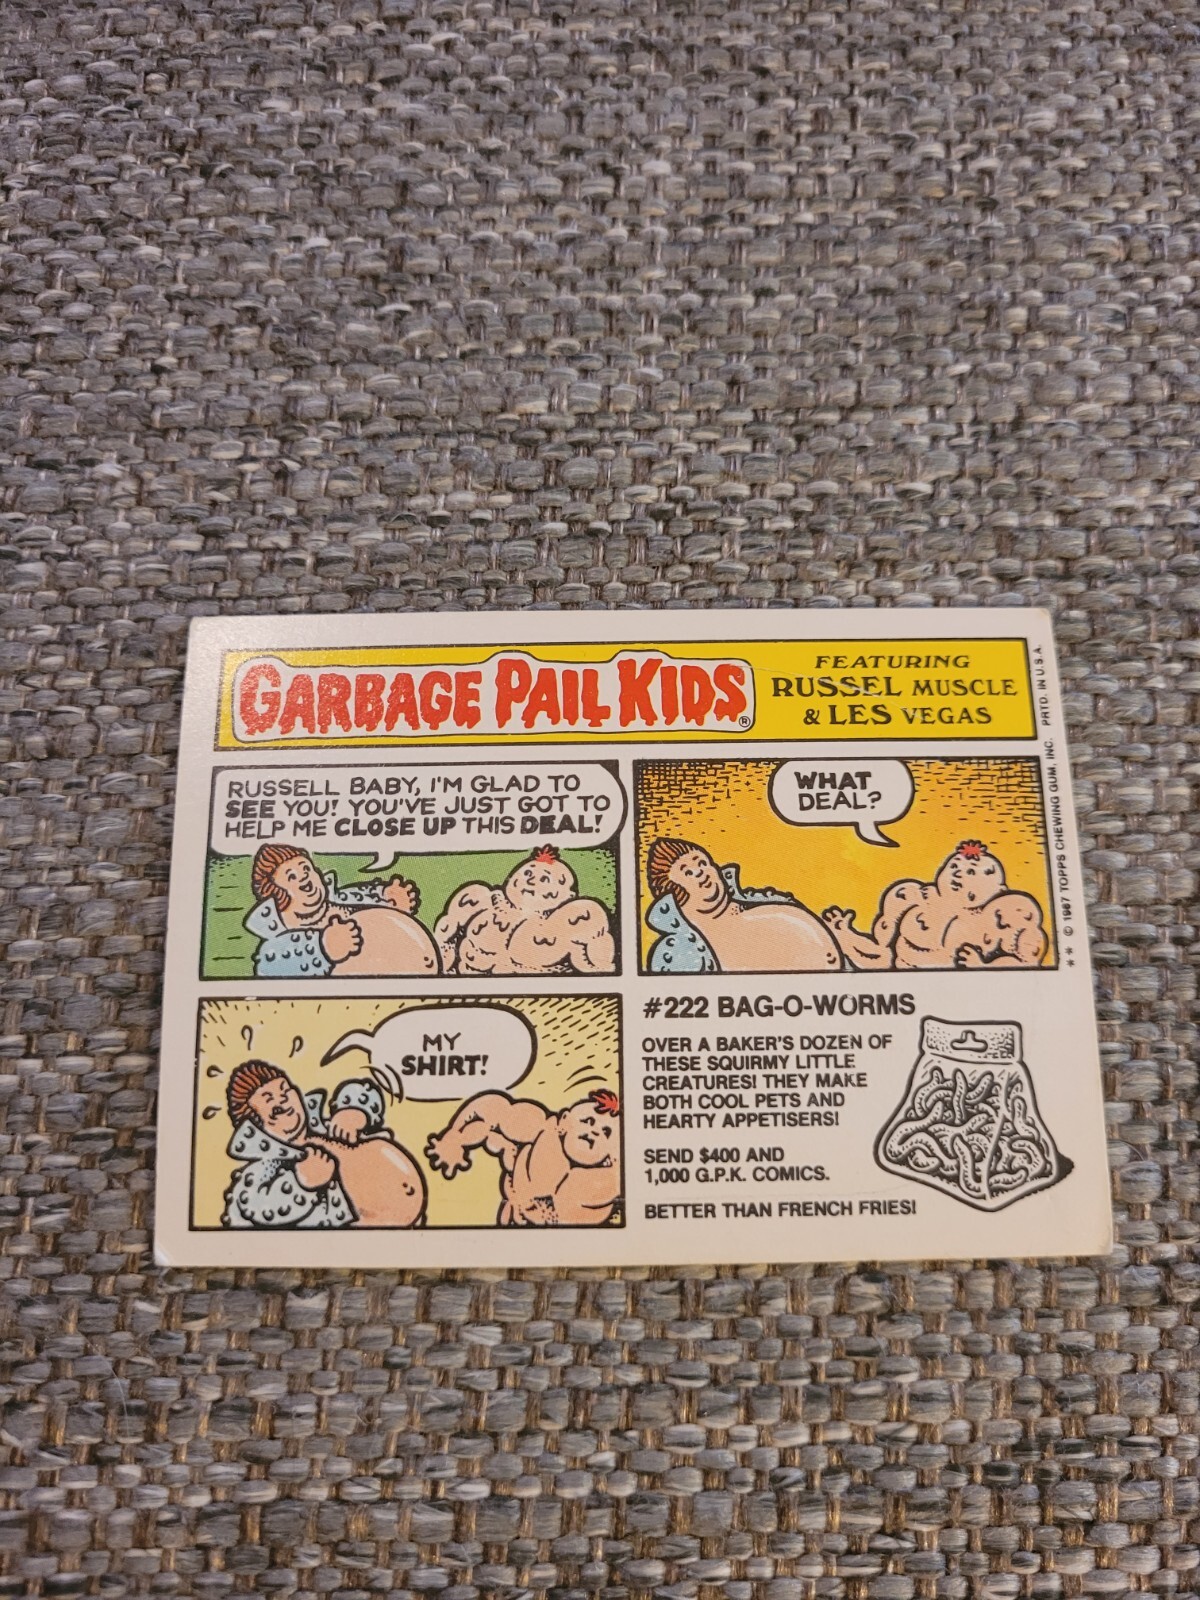 GARBAGE PAIL KIDS®
FEATURING
RUSSEL MUSCLE
& LES VEGAS
RUSSELL BABY, I'M GLAD TO
SEE YOU! YOU'VE JUST GOT TO
HELP ME CLOSE UP THIS DEAL!
WHAT
DEAL?
MY
SHIRT!
#222 BAG-O-WORMS
OVER A BAKER'S DOZEN OF
THESE SQUIRMY LITTLE
CREATURES! THEY MAKE
BOTH COOL PETS AND
HEARTY APPETISERS!
SEND $400 AND
1,000 G.P.K. COMICS.
BETTER THAN FRENCH FRIES!
** © 1987 TOPPS CHEWING GUM, INC. PRTD. IN U.S.A.